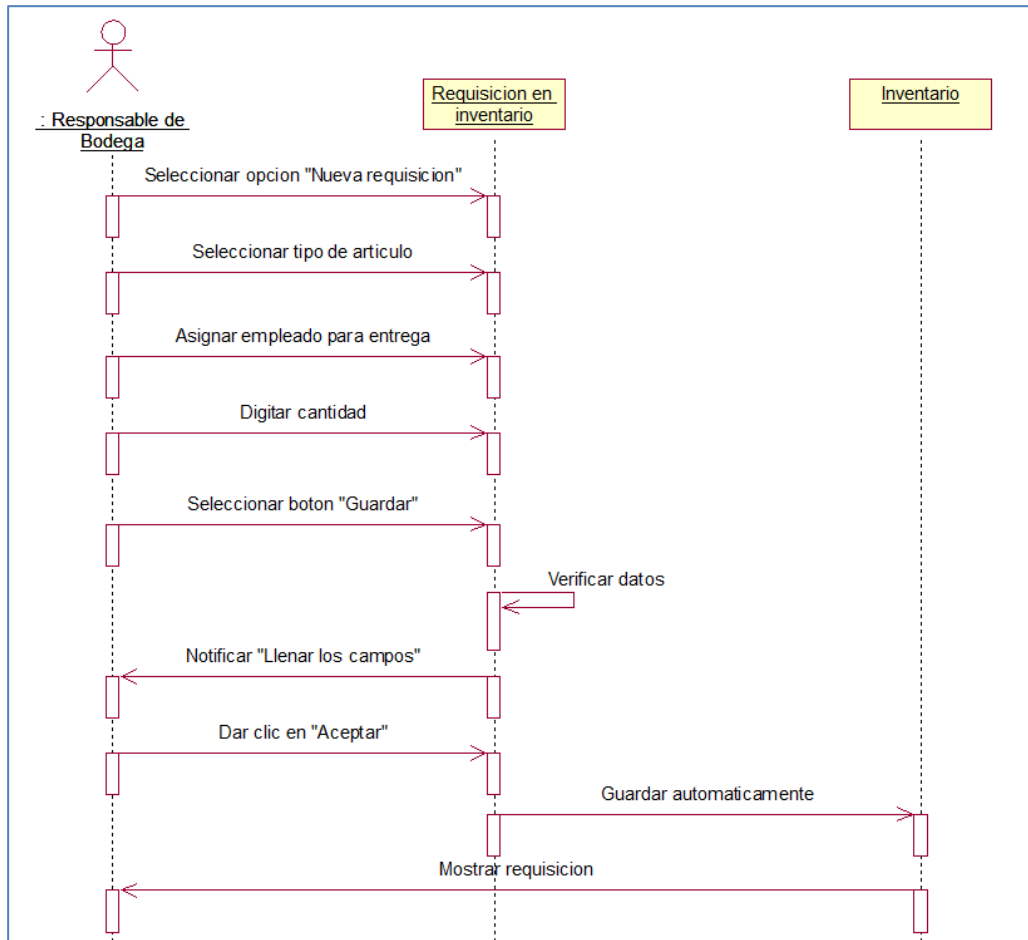 : Responsable de
Bodega
Requisicion en
inventario
Inventario
Seleccionar opcion "Nueva requisicion"
Seleccionar tipo de articulo
Asignar empleado para entrega
Digitar cantidad
Seleccionar boton "Guardar"
Verificar datos
Notificar "Llenar los campos"
Dar clic en "Aceptar"
Guardar automaticamente
Mostrar requisicion